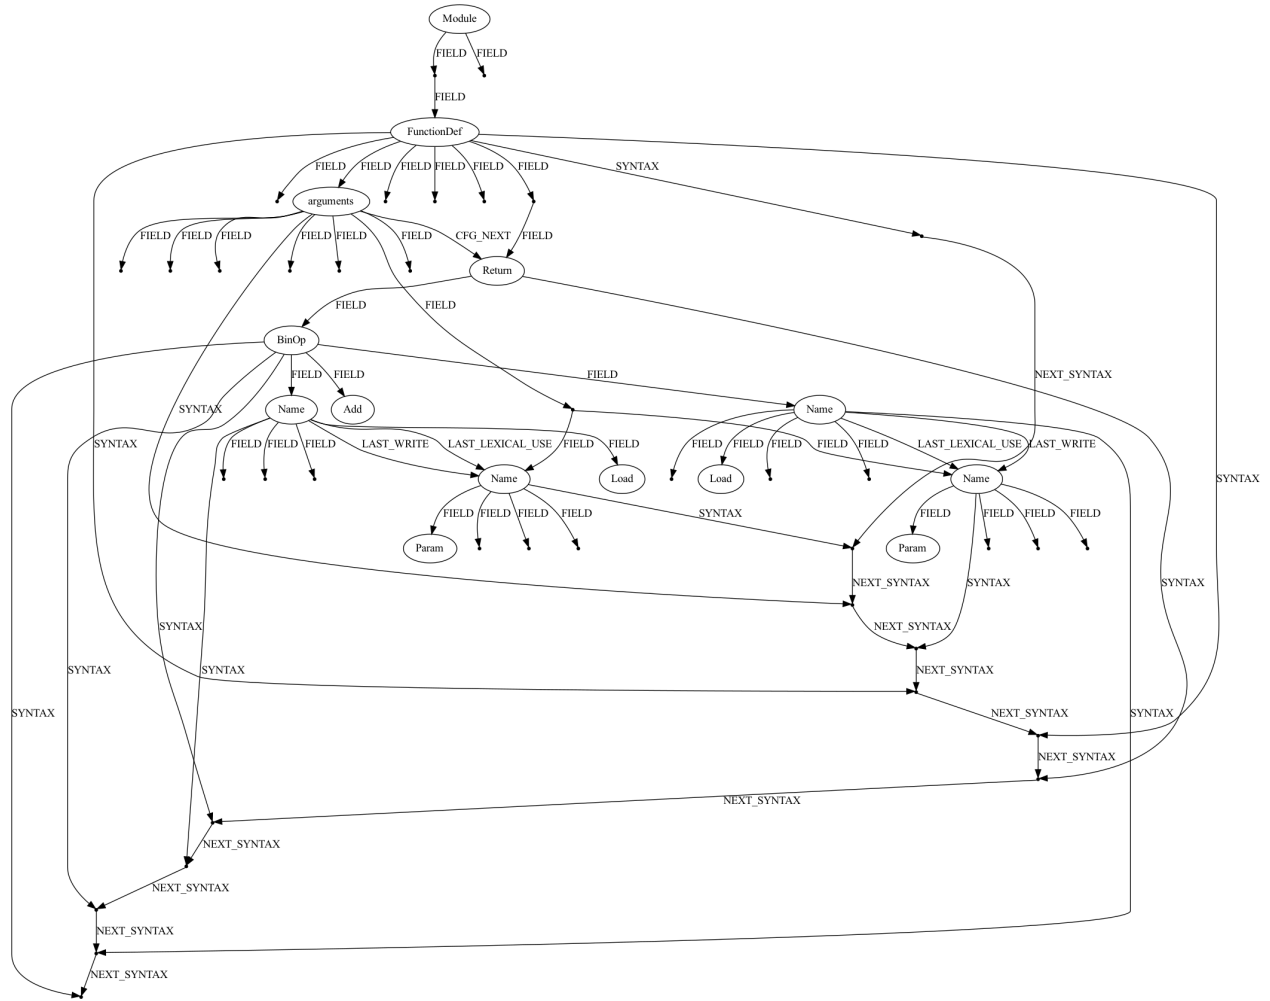 Module
FIELD FIELD
FIELD
FunctionDef
FIELD FIELD FIELD FIELD FIELD FIELD SYNTAX
arguments
FIELD FIELD FIELD FIELD FIELD FIELD CFG_NEXT FIELD
Return
FIELD FIELD
BinOp
FIELD FIELD FIELD NEXT_SYNTAX
Name Add Name
SYNTAX
SYNTAX FIELD FIELD FIELD LAST_WRITE LAST_LEXICAL_USE FIELD FIELD FIELD FIELD FIELD FIELD FIELD LAST_LEXICAL_USE LAST_WRITE
Name Load Load Name
SYNTAX
FIELD FIELD FIELD FIELD SYNTAX FIELD FIELD FIELD FIELD
Param Param
NEXT_SYNTAX SYNTAX SYNTAX
SYNTAX NEXT_SYNTAX
SYNTAX SYNTAX NEXT_SYNTAX
SYNTAX NEXT_SYNTAX SYNTAX
NEXT_SYNTAX
NEXT_SYNTAX
NEXT_SYNTAX
NEXT_SYNTAX
NEXT_SYNTAX
NEXT_SYNTAX